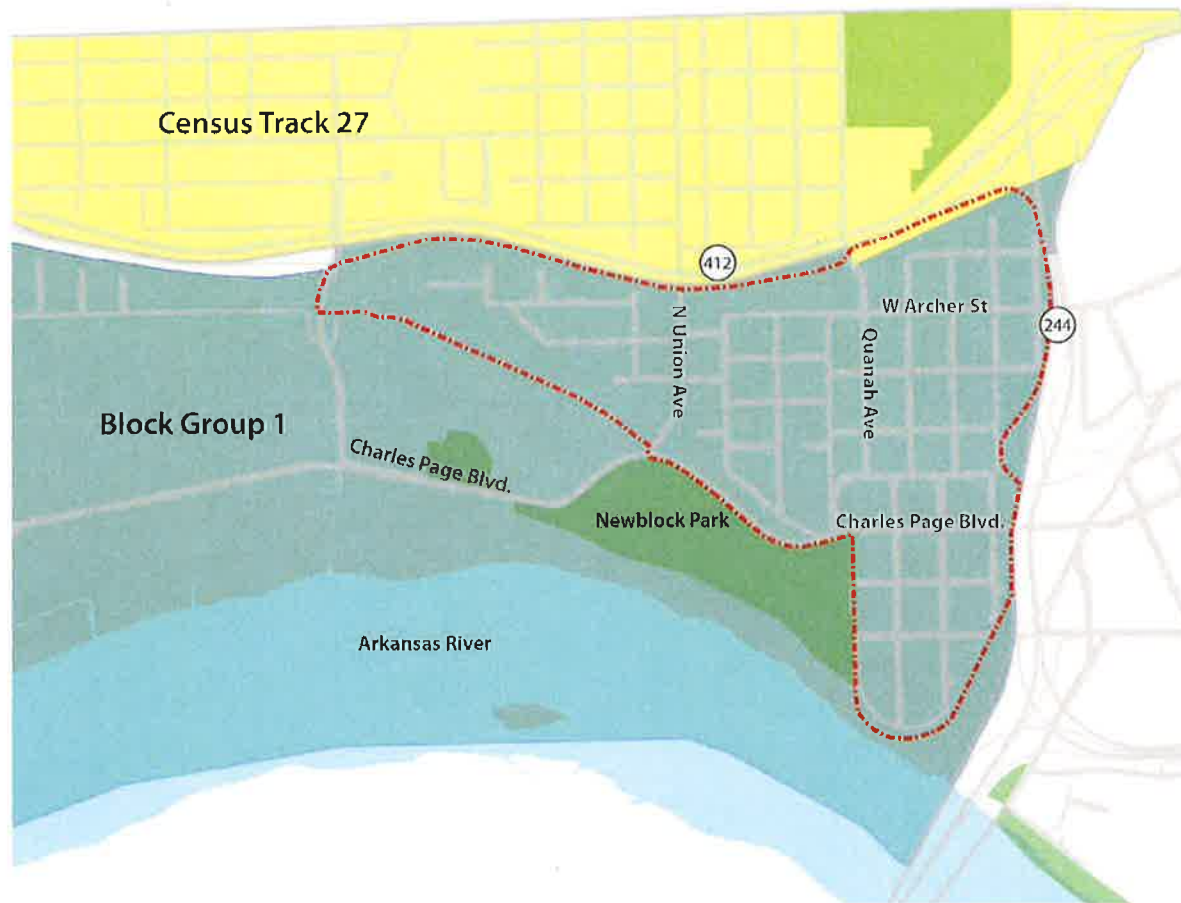 Census Track 27
412
W Archer St
244
N Union Ave
Quanah Ave
Block Group 1
Charles Page Blvd.
Newblock Park
Charles Page Blvd.
Arkansas River